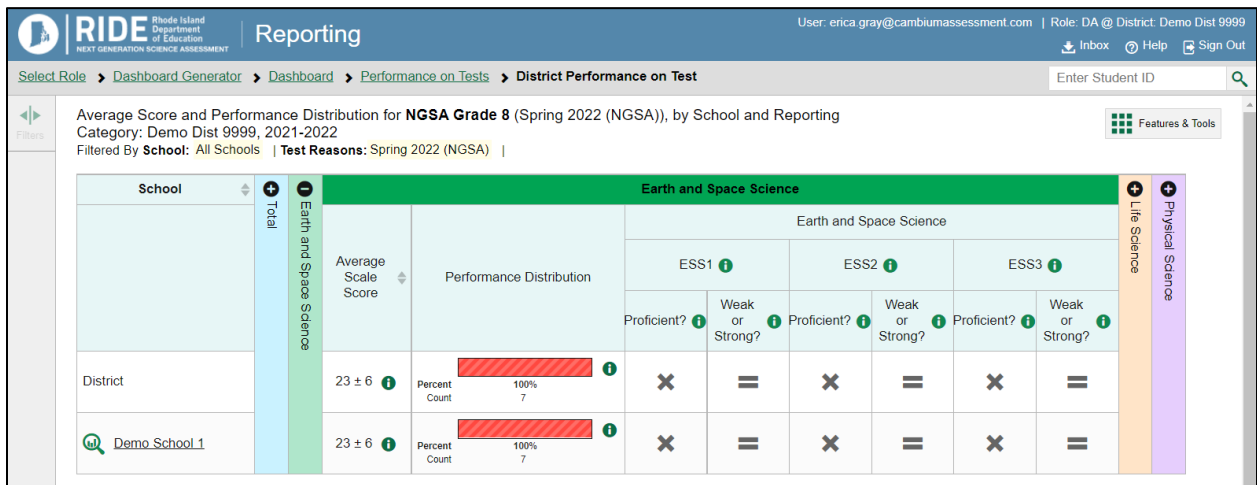 RIDE Rhode Island
Department
of Education
NEXT GENERATION SCIENCE ASSESSMENT
Reporting
User: erica.gray@cambiumassessment.com | Role: DA @ District: Demo Dist 9999
Inbox Help Sign Out
Select Role Dashboard Generator Dashboard Performance on Tests District Performance on Test
Enter Student ID
Filters
Average Score and Performance Distribution for NGSA Grade 8 (Spring 2022 (NGSA)), by School and Reporting
Category: Demo Dist 9999, 2021-2022
Filtered By School: All Schools | Test Reasons: Spring 2022 (NGSA) |
Features & Tools
School
Total
Earth and Space Science
Earth and Space Science
Life Science
Physical Science
Earth and Space Science
Average
Scale
Score
Performance Distribution
ESS1 ESS2 ESS3
Proficient?
Weak
or
Strong?
Proficient?
Weak
or
Strong?
Proficient?
Weak
or
Strong?
District
23 ± 6
Percent 100%
Count 7
Demo School 1
23 ± 6
Percent 100%
Count 7